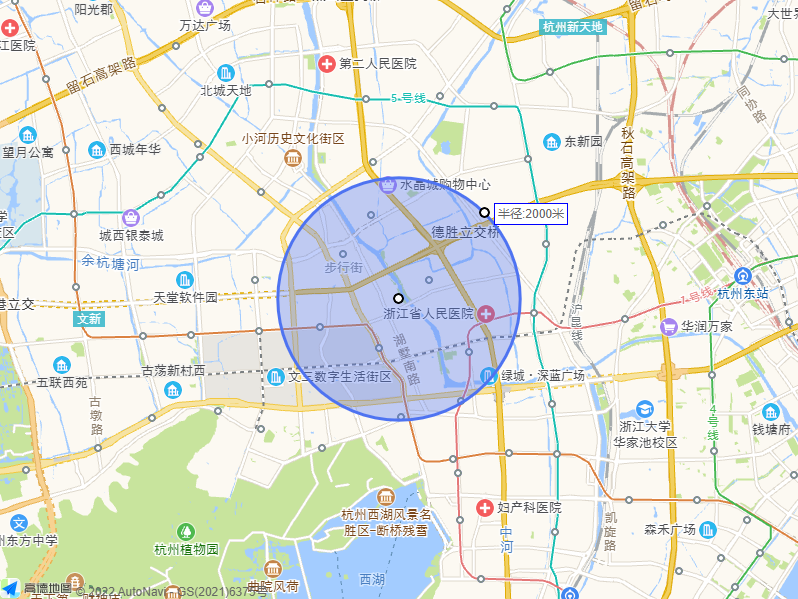 阳光郡
万达广场
杭州新天地
大世界
江医院
第二人民医院
留石高架路
留石高架路
北城天地
5号线
同协路
小河历史文化街区
秋石高架路
东新园
望月公寓
西城年华
水晶城购物中心
半径:2000米
城西银泰城
德胜立交桥
余杭塘河
步行街
杭州东站
天堂软件园
1号线
港立交
浙江省人民医院
沪昆线
文新
华润万家
湖墅南路
古荡新村西
五联西苑
文三数字生活街区
绿城·深蓝广场
古墩路
4号线
浙江大学
华家池校区
钱塘府
杭州西湖风景名
胜区-断桥残雪
妇产科医院
凯旋路
森禾广场
州东方中学
中河
杭州植物园
西湖
曲院风荷
高德地图 © 2022 AutoNavi - GS(2021)6375号